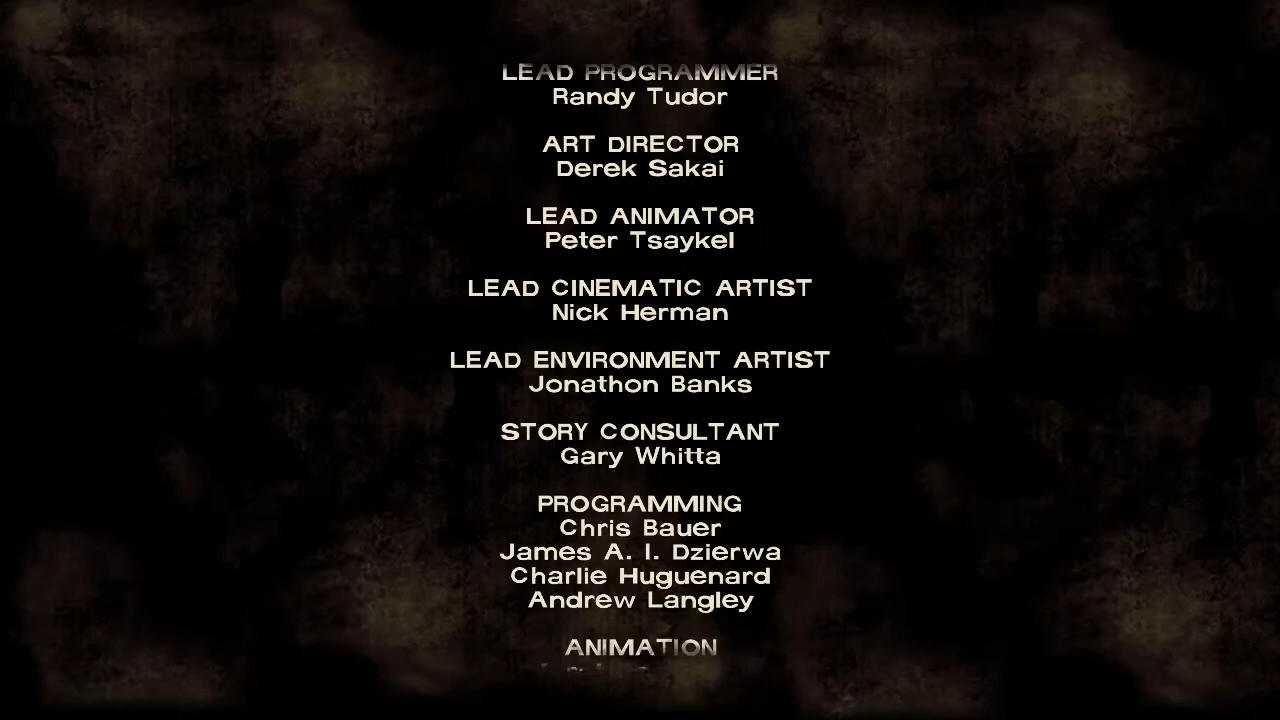 LEAD PROGRAMMER
Randy Tudor
ART DIRECTOR
Derek Sakai
LEAD ANIMATOR
Peter Tsaykel
LEAD CINEMATIC ARTIST
Nick Herman
LEAD ENVIRONMENT ARTIST
Jonathon Banks
STORY CONSULTANT
Gary Whitta
PROGRAMMING
Chris Bauer
James A. I. Dzierwa
Charlie Huguenard
Andrew Langley
ANIMATION